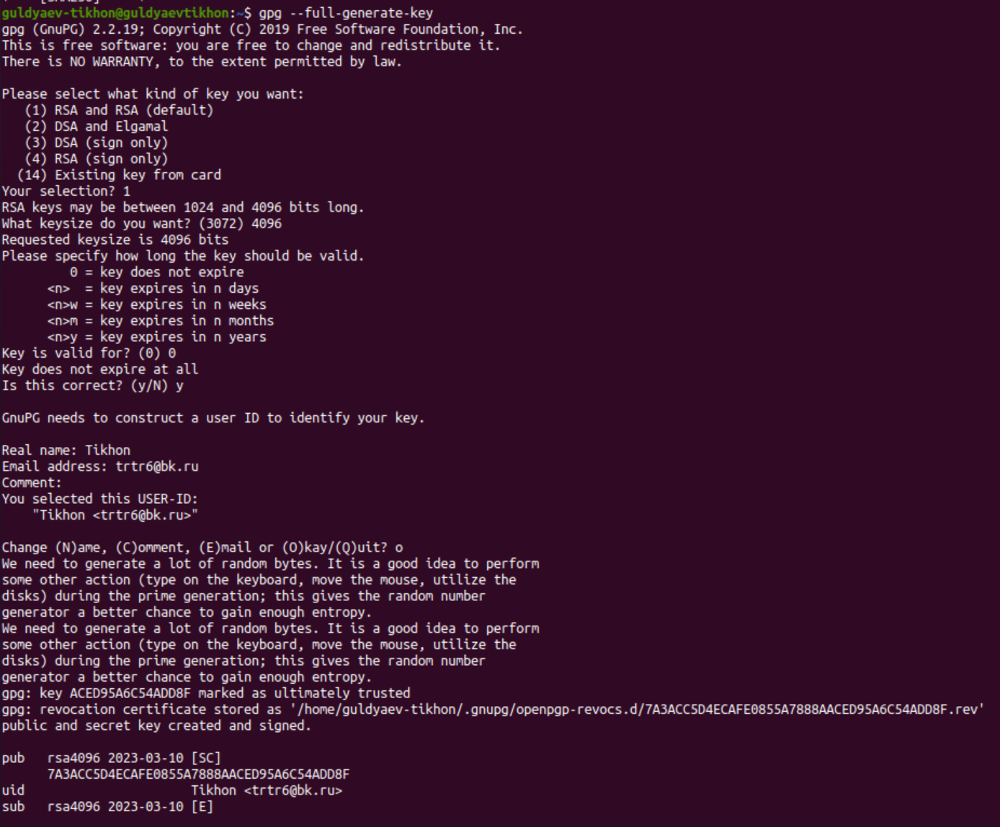 guldyaev-tikhon@guldyaevtikhon:~$ gpg --full-generate-key
gpg (GnuPG) 2.2.19; Copyright (C) 2019 Free Software Foundation, Inc.
This is free software: you are free to change and redistribute it.
There is NO WARRANTY, to the extent permitted by law.

Please select what kind of key you want:
   (1) RSA and RSA (default)
   (2) DSA and Elgamal
   (3) DSA (sign only)
   (4) RSA (sign only)
  (14) Existing key from card
Your selection? 1
RSA keys may be between 1024 and 4096 bits long.
What keysize do you want? (3072) 4096
Requested keysize is 4096 bits
Please specify how long the key should be valid.
         0 = key does not expire
      <n>  = key expires in n days
      <n>w = key expires in n weeks
      <n>m = key expires in n months
      <n>y = key expires in n years
Key is valid for? (0) 0
Key does not expire at all
Is this correct? (y/N) y

GnuPG needs to construct a user ID to identify your key.

Real name: Tikhon
Email address: trtr6@bk.ru
Comment:
You selected this USER-ID:
    "Tikhon <trtr6@bk.ru>"

Change (N)ame, (C)omment, (E)mail or (O)kay/(Q)uit? o
We need to generate a lot of random bytes. It is a good idea to perform
some other action (type on the keyboard, move the mouse, utilize the
disks) during the prime generation; this gives the random number
generator a better chance to gain enough entropy.
We need to generate a lot of random bytes. It is a good idea to perform
some other action (type on the keyboard, move the mouse, utilize the
disks) during the prime generation; this gives the random number
generator a better chance to gain enough entropy.
gpg: key ACED95A6C54ADD8F marked as ultimately trusted
gpg: revocation certificate stored as '/home/guldyaev-tikhon/.gnupg/openpgp-revocs.d/7A3ACC5D4ECAFE0855A7888AACED95A6C54ADD8F.rev'
public and secret key created and signed.

pub   rsa4096 2023-03-10 [SC]
      7A3ACC5D4ECAFE0855A7888AACED95A6C54ADD8F
uid                      Tikhon <trtr6@bk.ru>
sub   rsa4096 2023-03-10 [E]